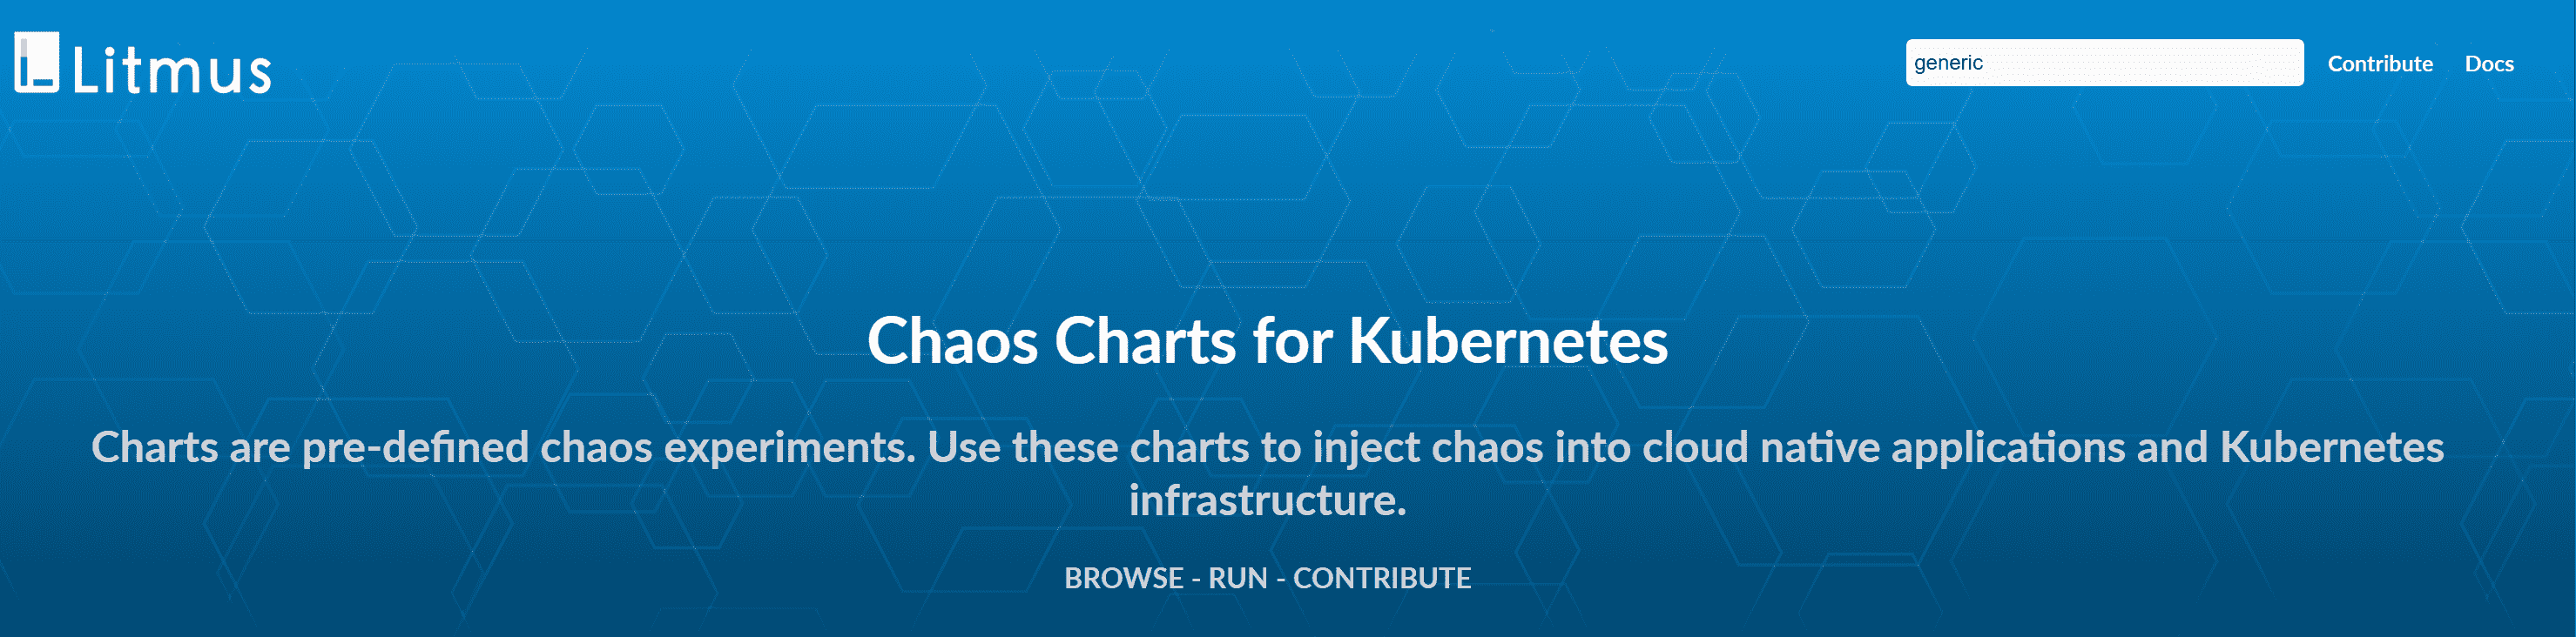 Litmus
generic
Contribute
Docs
Chaos Charts for Kubernetes
Charts are pre-defined chaos experiments. Use these charts to inject chaos into cloud native applications and Kubernetes
infrastructure.
BROWSE - RUN - CONTRIBUTE